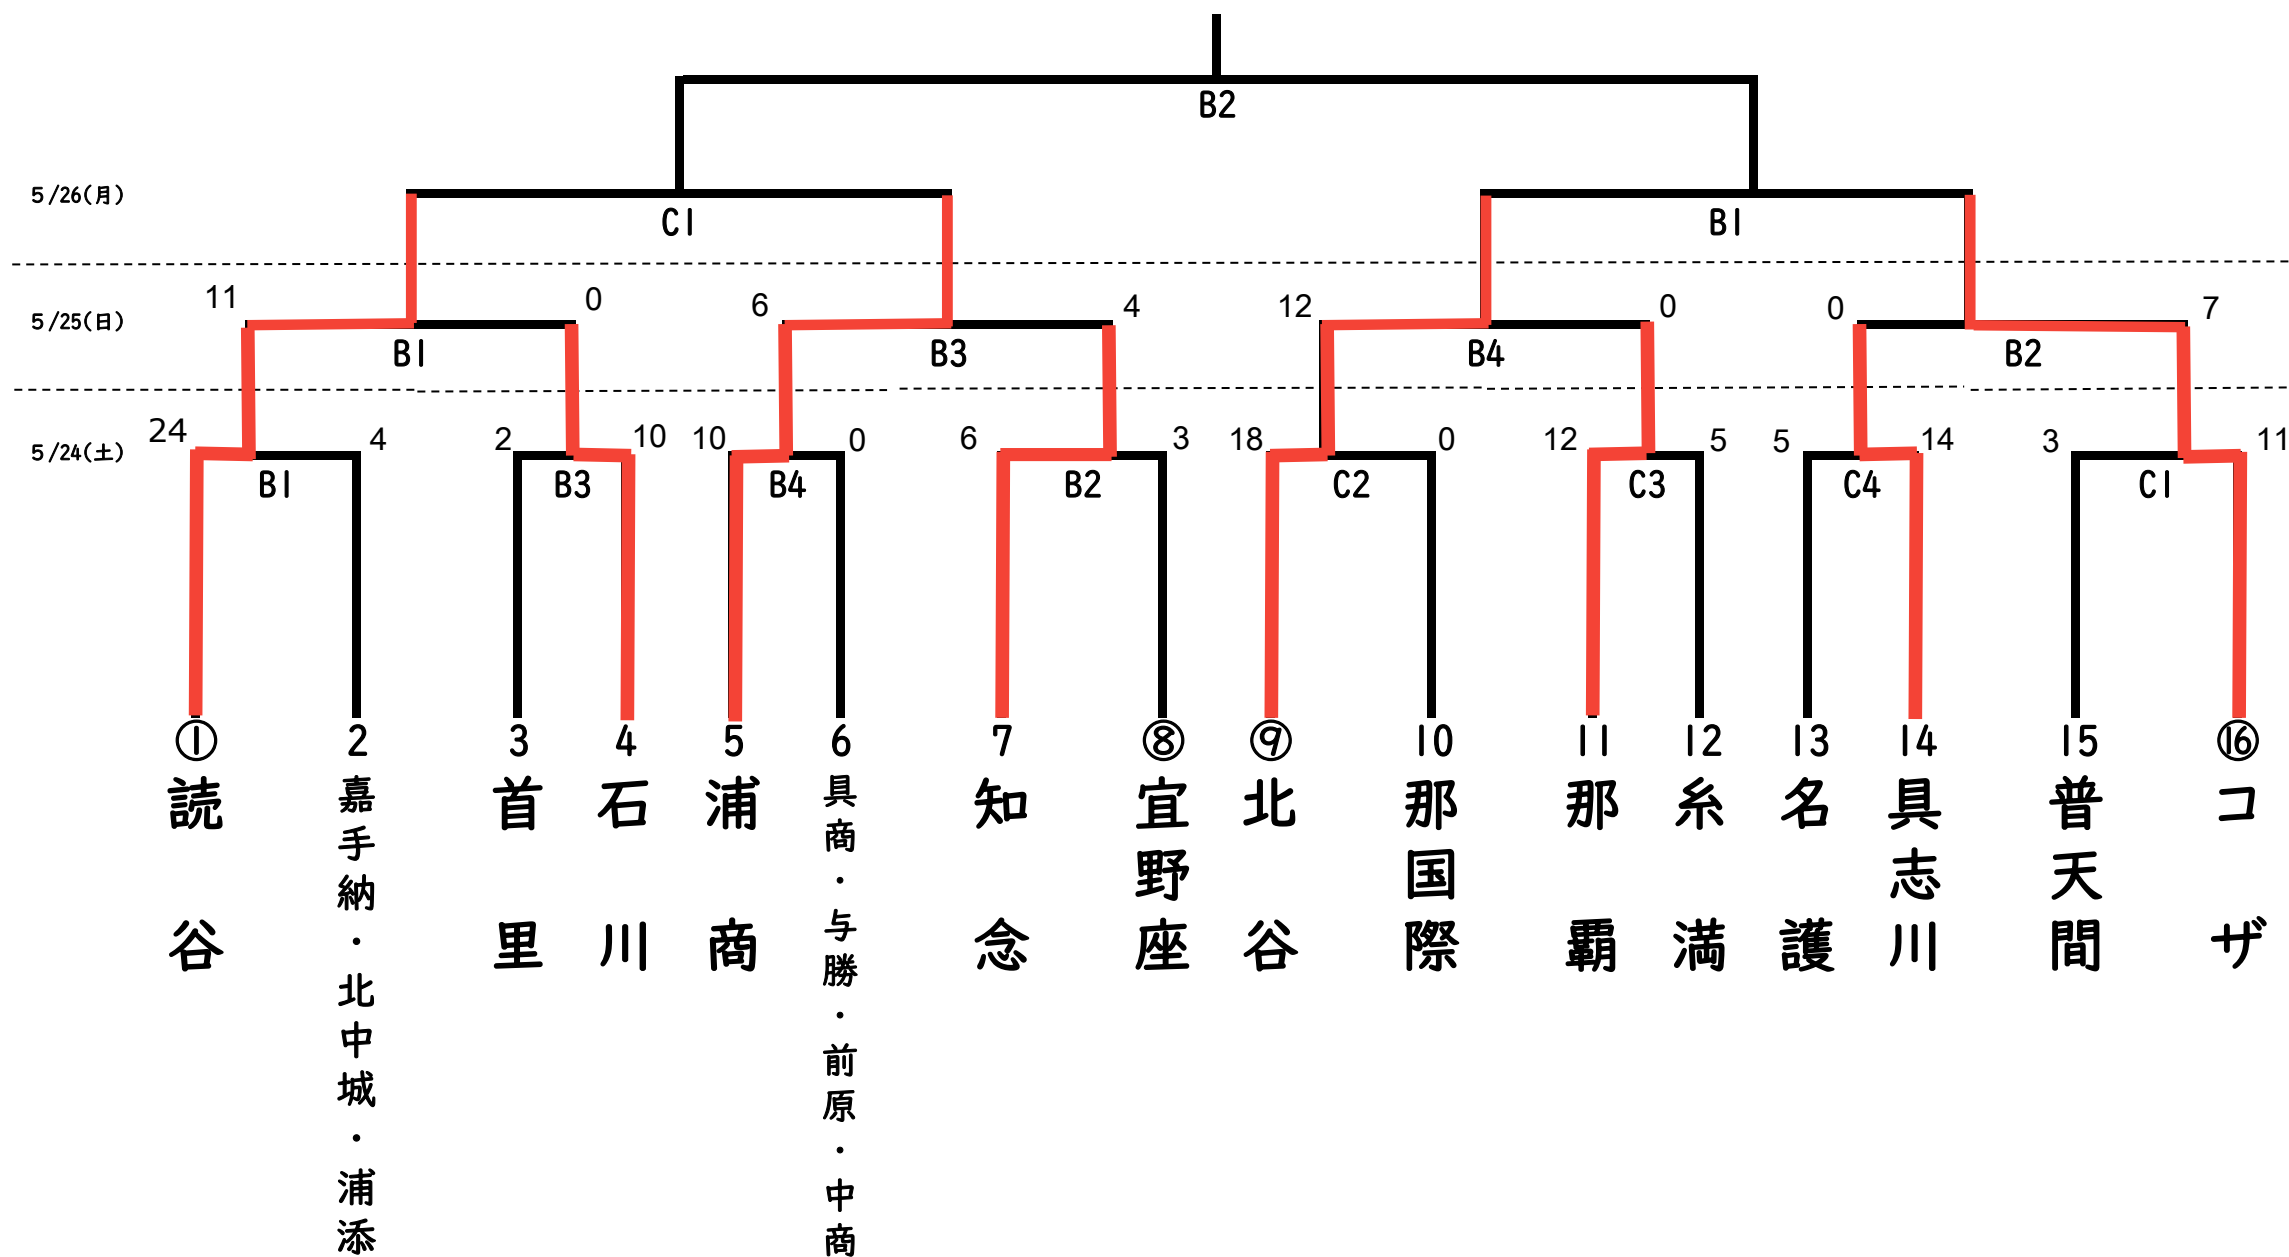 B2
5/26(月)
C1
B1
11
0
6
4
12
0
0
7
5/25(日)
B1
B3
B4
B2
24
4
2
10
10
0
6
3
18
0
12
5
5
14
3
11
5/24(土)
B1
B3
B4
B2
C2
C3
C4
C1
① 2 3 4 5 6 7 ⑧ ⑨ 10 11 12 13 14 15 ⑯
読谷
嘉手納・北中城・浦添
首里
石川
浦商
具商・与勝・前原・中商
知念
宜野座
北谷
那国際
那覇
糸満
名護
具志川
普天間
コザ